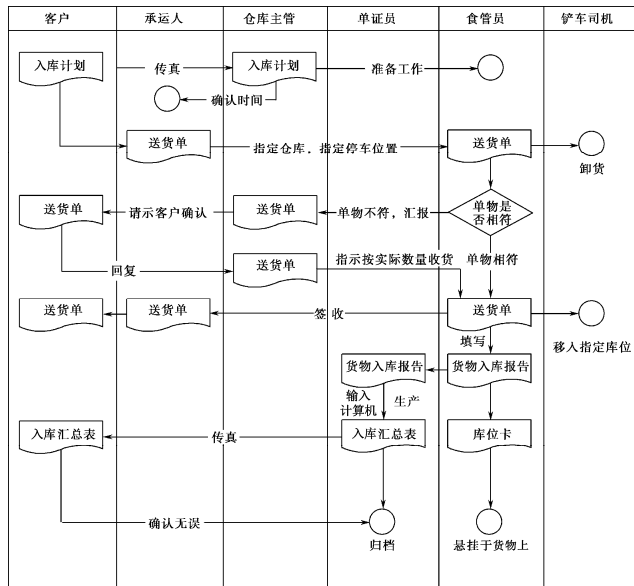 客户 承运人 仓库主管 单证员 食管员 铲车司机
入库计划 传真 入库计划 准备工作
确认时间
送货单 指定仓库，指定停车位置 送货单
卸货
送货单 请示客户确认 送货单 单物不符，汇报 单物是
否相符
回复 送货单 指示按实际数量收货 单物相符
送货单 送货单 签收 送货单
填写 移入指定库位
货物入库报告 货物入库报告
输入
计算机 生产
入库汇总表 传真 入库汇总表 库位卡
确认无误
归档 悬挂于货物上